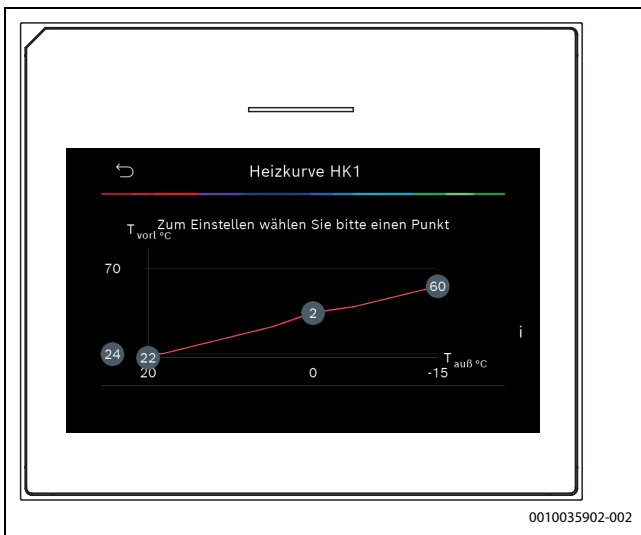 Heizkurve HK1
Zum Einstellen wählen Sie bitte einen Punkt
T vorl °C
70
60
2
24
22
T auß °C
20
0
-15
i
0010035902-002